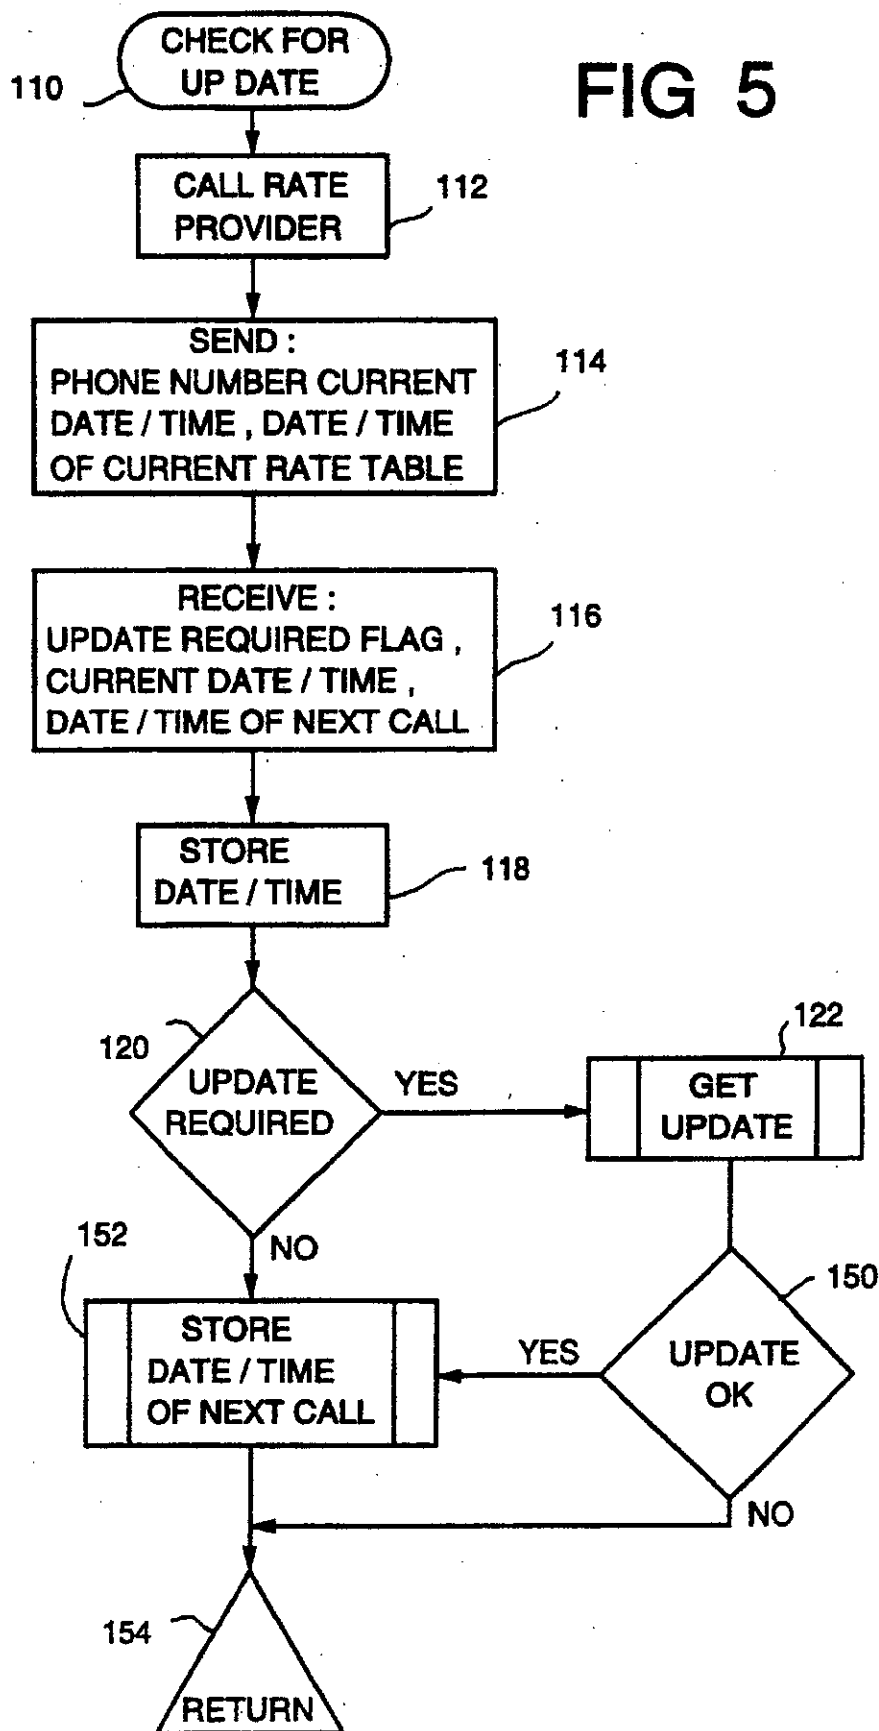 CHECK FOR
UP DATE
110
FIG 5
CALL RATE
PROVIDER
112
SEND :
PHONE NUMBER CURRENT
DATE / TIME , DATE / TIME
OF CURRENT RATE TABLE
114
RECEIVE :
UPDATE REQUIRED FLAG ,
CURRENT DATE / TIME ,
DATE / TIME OF NEXT CALL
116
STORE
DATE / TIME
118
120
UPDATE
REQUIRED
YES
122
GET
UPDATE
NO
152
STORE
DATE / TIME
OF NEXT CALL
YES
150
UPDATE
OK
NO
154
RETURN